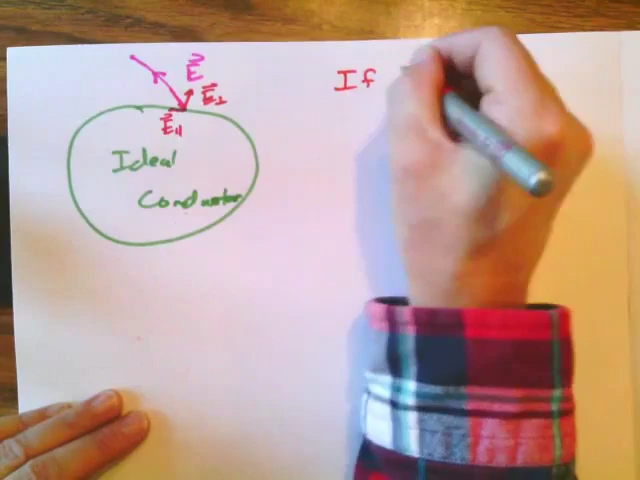 E⃗
E⃗⊥
E⃗||
If
Ideal
Conductor